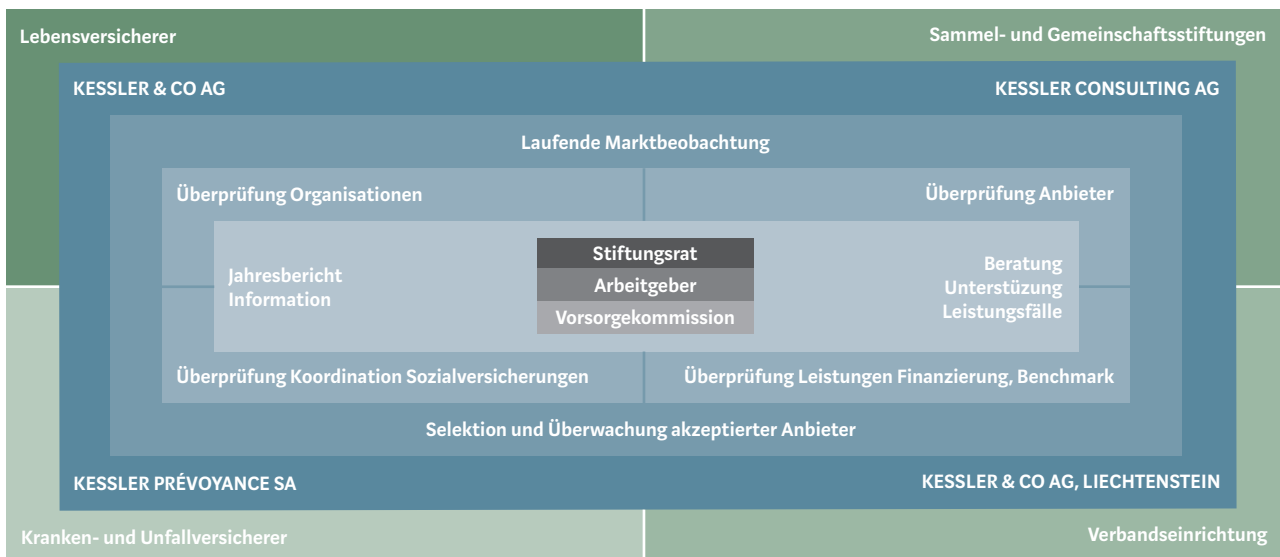 Lebensversicherer
Sammel- und Gemeinschaftsstiftungen
KESSLER & CO AG
KESSLER CONSULTING AG
Laufende Marktbeobachtung
Überprüfung Organisationen
Überprüfung Anbieter
Jahresbericht
Information
Stiftungsrat
Arbeitgeber
Vorsorgekommission
Beratung
Unterstüzung
Leistungsfälle
Überprüfung Koordination Sozialversicherungen
Überprüfung Leistungen Finanzierung, Benchmark
Selektion und Überwachung akzeptierter Anbieter
KESSLER PRÉVOYANCE SA
KESSLER & CO AG, LIECHTENSTEIN
Kranken- und Unfallversicherer
Verbandseinrichtung